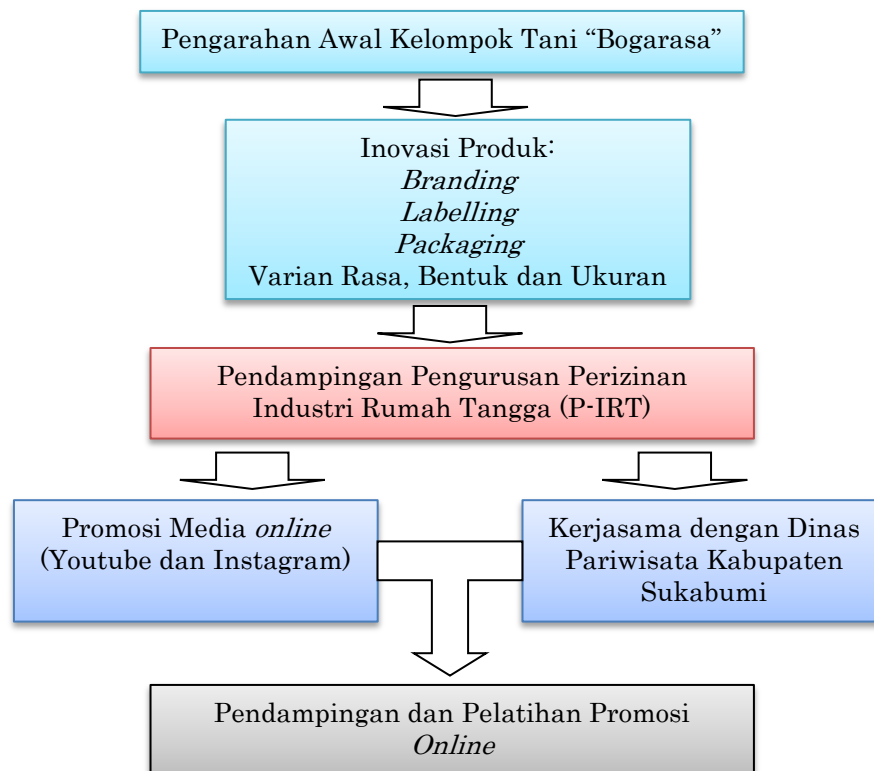 Pengarahan Awal Kelompok Tani “Bogarasa”
Inovasi Produk:
Branding
Labelling
Packaging
Varian Rasa, Bentuk dan Ukuran
Pendampingan Pengurusan Perizinan
Industri Rumah Tangga (P-IRT)
Promosi Media online
(Youtube dan Instagram)
Kerjasama dengan Dinas
Pariwisata Kabupaten
Sukabumi
Pendampingan dan Pelatihan Promosi
Online